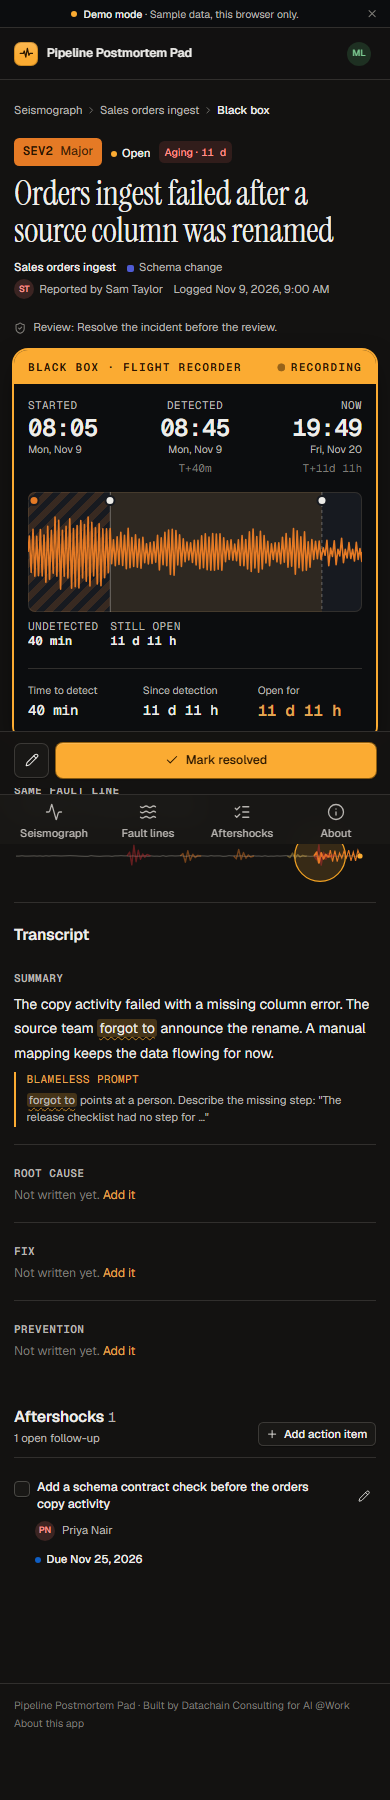 Demo mode · Sample data, this browser only.
Pipeline Postmortem Pad
ML
Seismograph › Sales orders ingest › Black box
SEV2 Major
Open
Aging · 11 d
Orders ingest failed after a
source column was renamed
Sales orders ingest Schema change
ST Reported by Sam Taylor Logged Nov 9, 2026, 9:00 AM
Review: Resolve the incident before the review.
BLACK BOX · FLIGHT RECORDER RECORDING
STARTED DETECTED NOW
08:05 08:45 19:49
Mon, Nov 9 Mon, Nov 9 Fri, Nov 20
T+40m T+11d 11h
UNDETECTED STILL OPEN
40 min 11 d 11 h
Time to detect Since detection Open for
40 min 11 d 11 h 11 d 11 h
Mark resolved
SAME FAULT LINE
Seismograph Fault lines Aftershocks About
Transcript
SUMMARY
The copy activity failed with a missing column error. The
source team forgot to announce the rename. A manual
mapping keeps the data flowing for now.
BLAMELESS PROMPT
forgot to points at a person. Describe the missing step: "The
release checklist had no step for …"
ROOT CAUSE
Not written yet. Add it
FIX
Not written yet. Add it
PREVENTION
Not written yet. Add it
Aftershocks 1
1 open follow-up
Add action item
Add a schema contract check before the orders
copy activity
PN Priya Nair
Due Nov 25, 2026
Pipeline Postmortem Pad · Built by Datachain Consulting for AI @Work
About this app